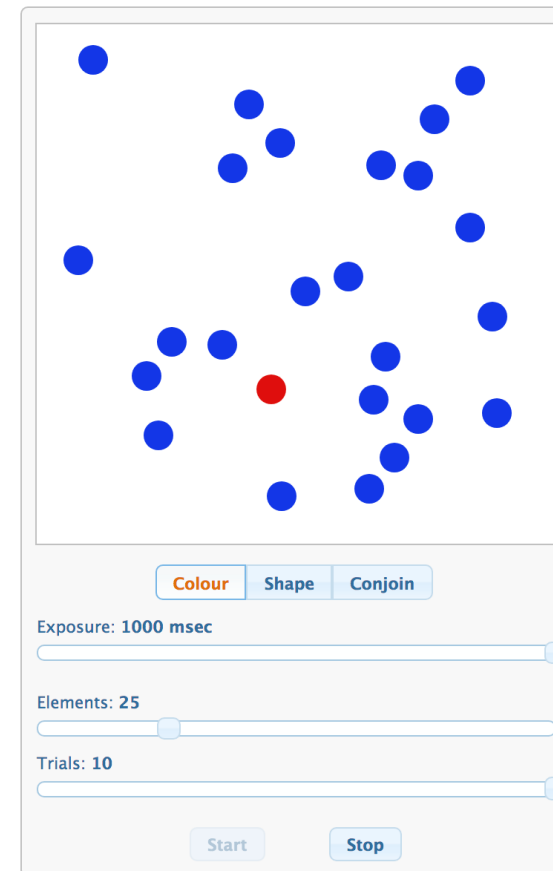 Colour Shape Conjoin
Exposure: 1000 msec
Elements: 25
Trials: 10
Start Stop